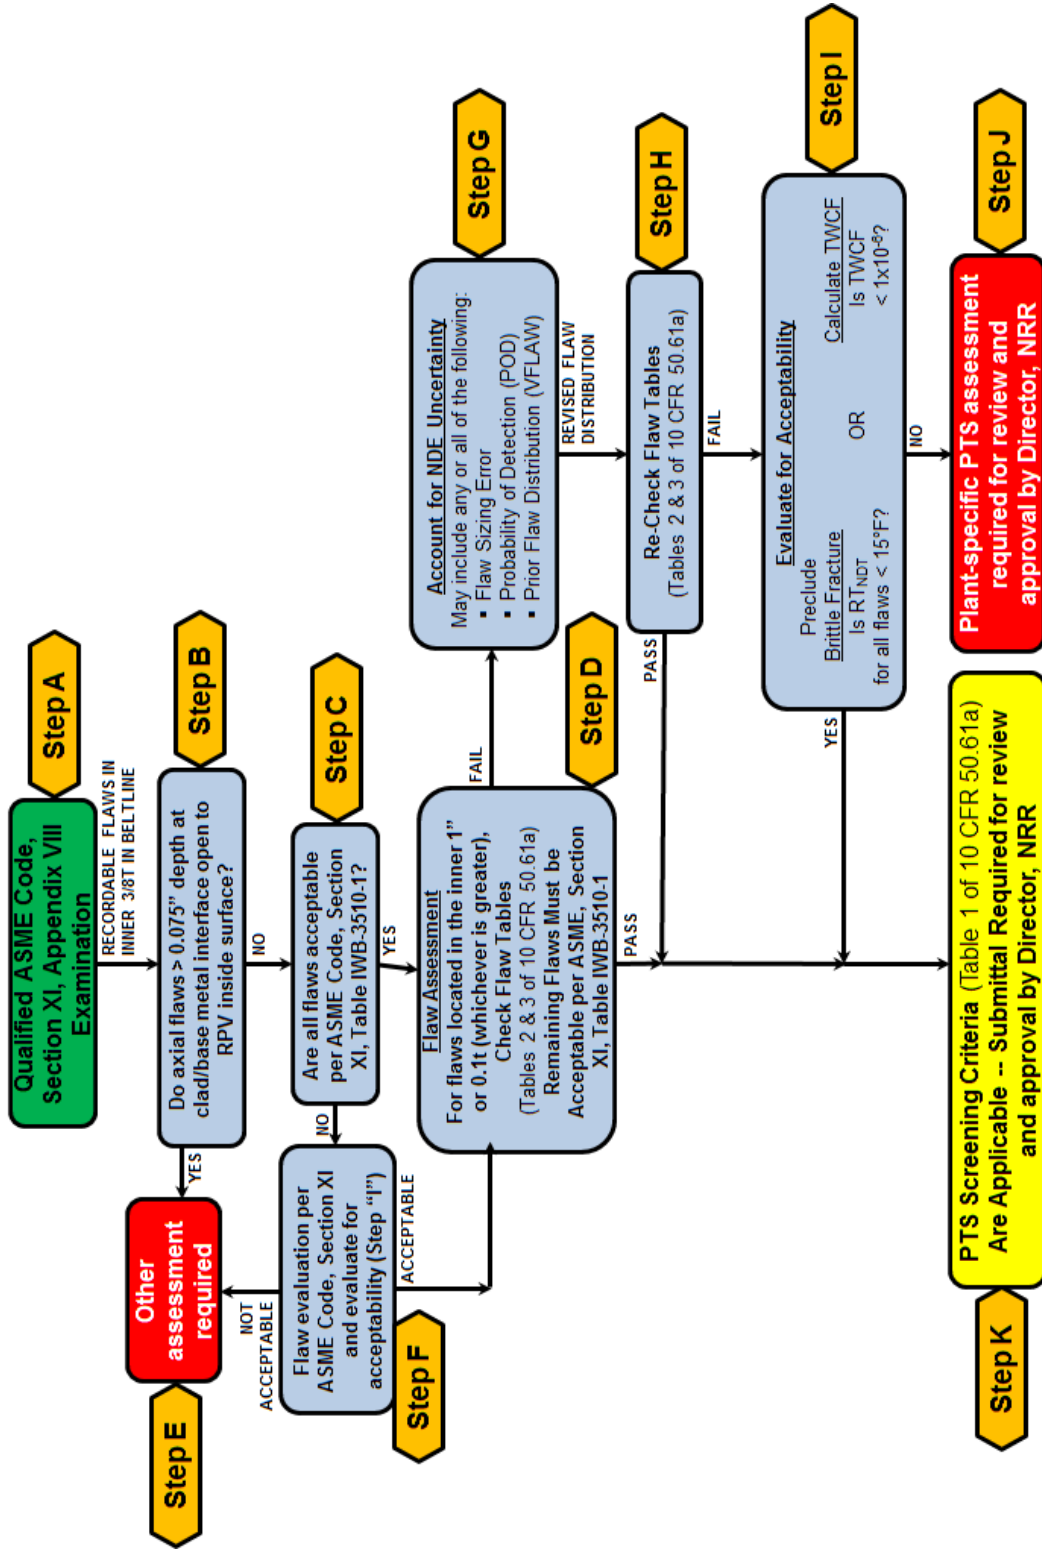 Qualified ASME Code,
Section XI, Appendix VIII
Examination
Step A
RECORDABLE FLAWS IN
INNER 3/8T IN BELTLINE
Do axial flaws > 0.075" depth at
clad/base metal interface open to
RPV inside surface?
Step B
YES
NO
Other
assessment
required
Step E
Are all flaws acceptable
per ASME Code, Section
XI, Table IWB-3510-1?
Step C
NO
YES
Flaw evaluation per
ASME Code, Section XI
and evaluate for
acceptability (Step "I")
Step F
NOT
ACCEPTABLE
ACCEPTABLE
Flaw Assessment
For flaws located in the inner 1"
or 0.1t (whichever is greater),
Check Flaw Tables
(Tables 2 & 3 of 10 CFR 50.61a)
Remaining Flaws Must be
Acceptable per ASME, Section
XI, Table IWB-3510-1
Step D
FAIL
PASS
Account for NDE Uncertainty
May include any or all of the following:
▪ Flaw Sizing Error
▪ Probability of Detection (POD)
▪ Prior Flaw Distribution (VFLAW)
Step G
REVISED FLAW
DISTRIBUTION
Re-Check Flaw Tables
(Tables 2 & 3 of 10 CFR 50.61a)
Step H
PASS
FAIL
Evaluate for Acceptability
Preclude
Brittle Fracture
Is RTNDT
for all flaws < 15°F?
OR
Calculate TWCF
Is TWCF
< 1x10⁻⁶?
Step I
YES
NO
PTS Screening Criteria (Table 1 of 10 CFR 50.61a)
Are Applicable -- Submittal Required for review
and approval by Director, NRR
Step K
Plant-specific PTS assessment
required for review and
approval by Director, NRR
Step J